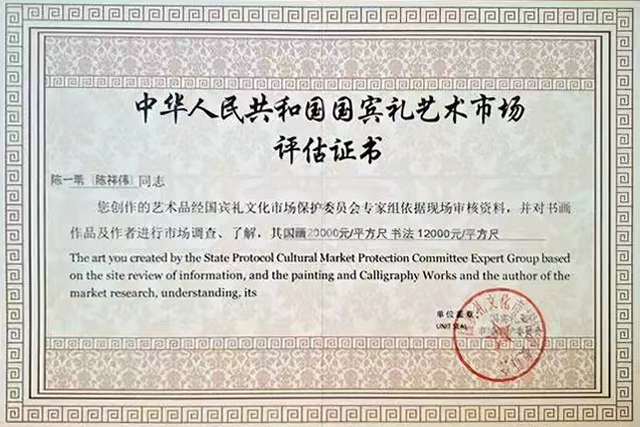 中华人民共和国国宾礼艺术市场
评估证书
陈一苇（陈祥伟）同志
您创作的艺术品经国宾礼文化市场保护委员会专家组依据现场审核资料，并对书画
作品及作者进行市场调查、了解，其国画20000元/平方尺 书法 12000元/平方尺
The art you created by the State Protocol Cultural Market Protection Committee Expert Group based
on the site review of information, and the painting and Calligraphy Works and the author of the
market research, understanding, its
单位盖章：
UNIT SEAL